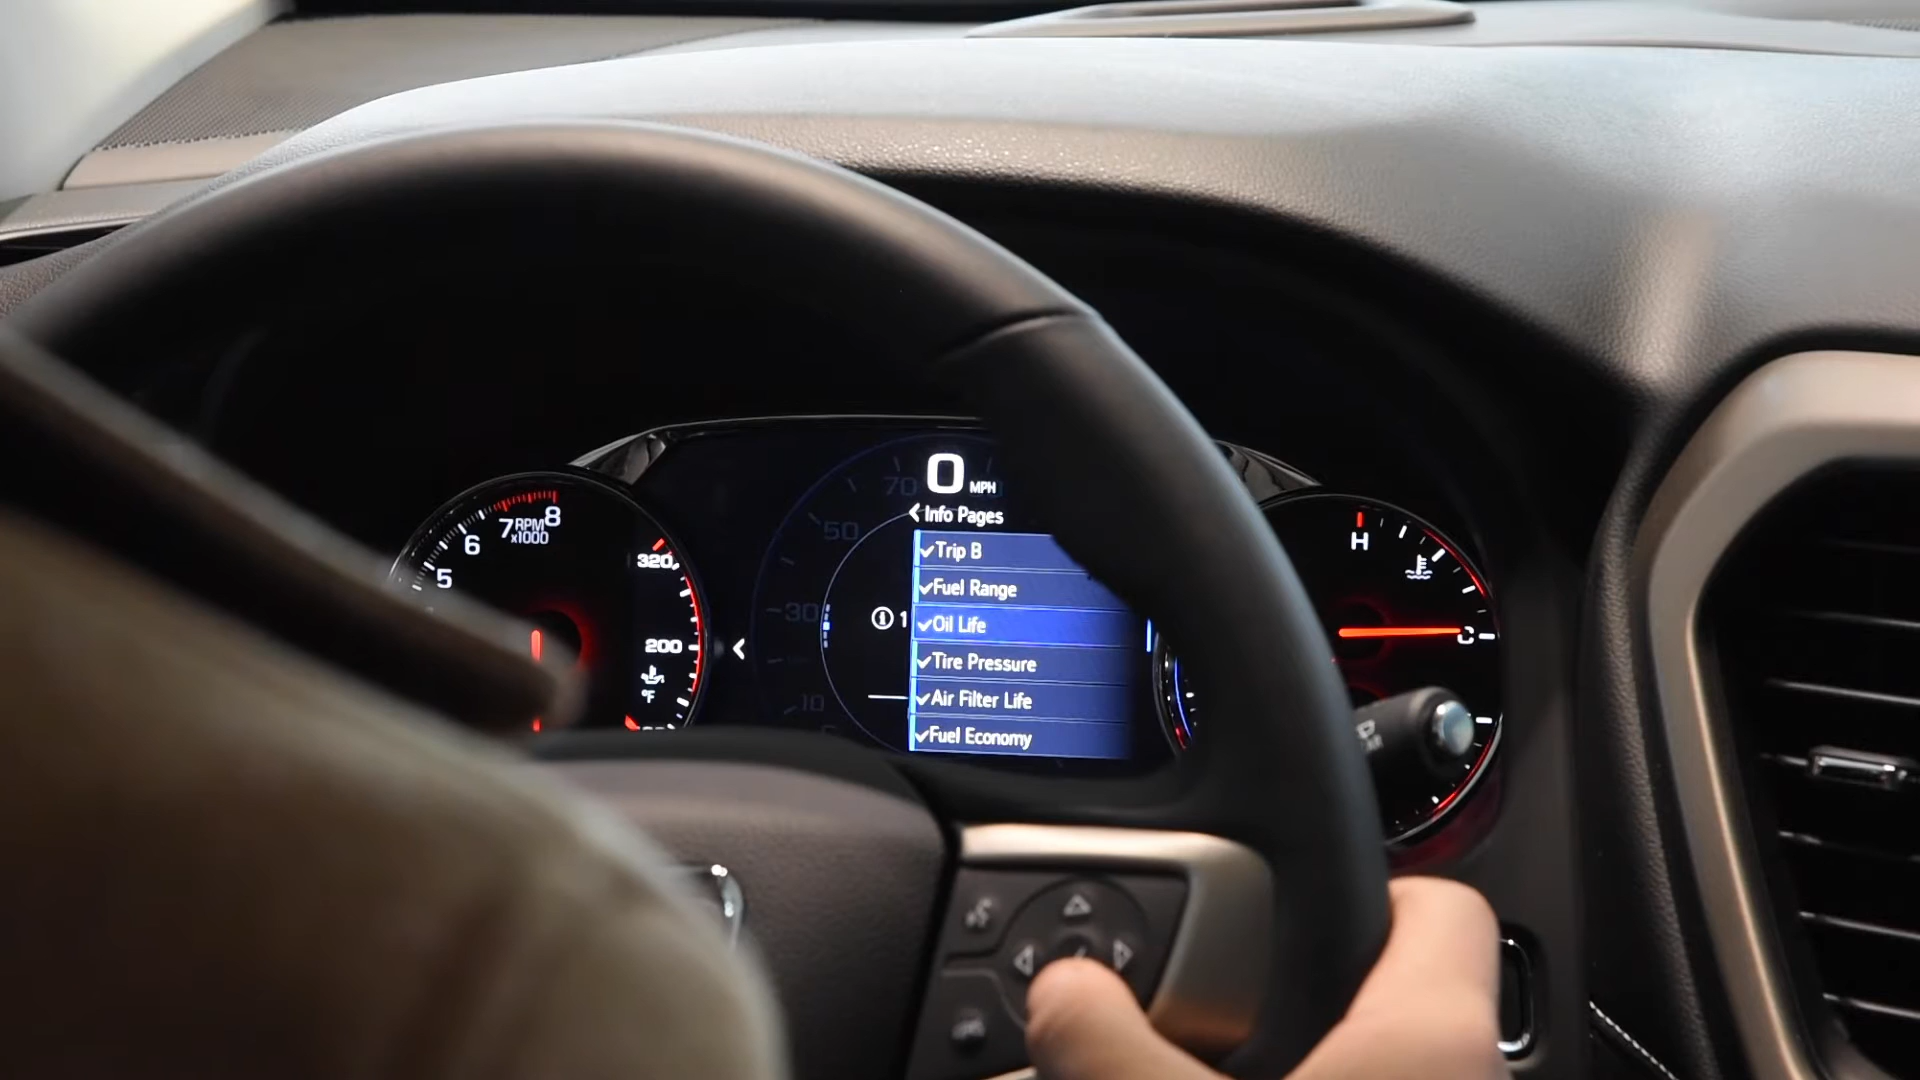 0 MPH
Info Pages
Trip B
Fuel Range
Oil Life
Tire Pressure
Air Filter Life
Fuel Economy
1
70
50
30
10
8
7 RPM
x1000
6
5
320
200
°F
H
C